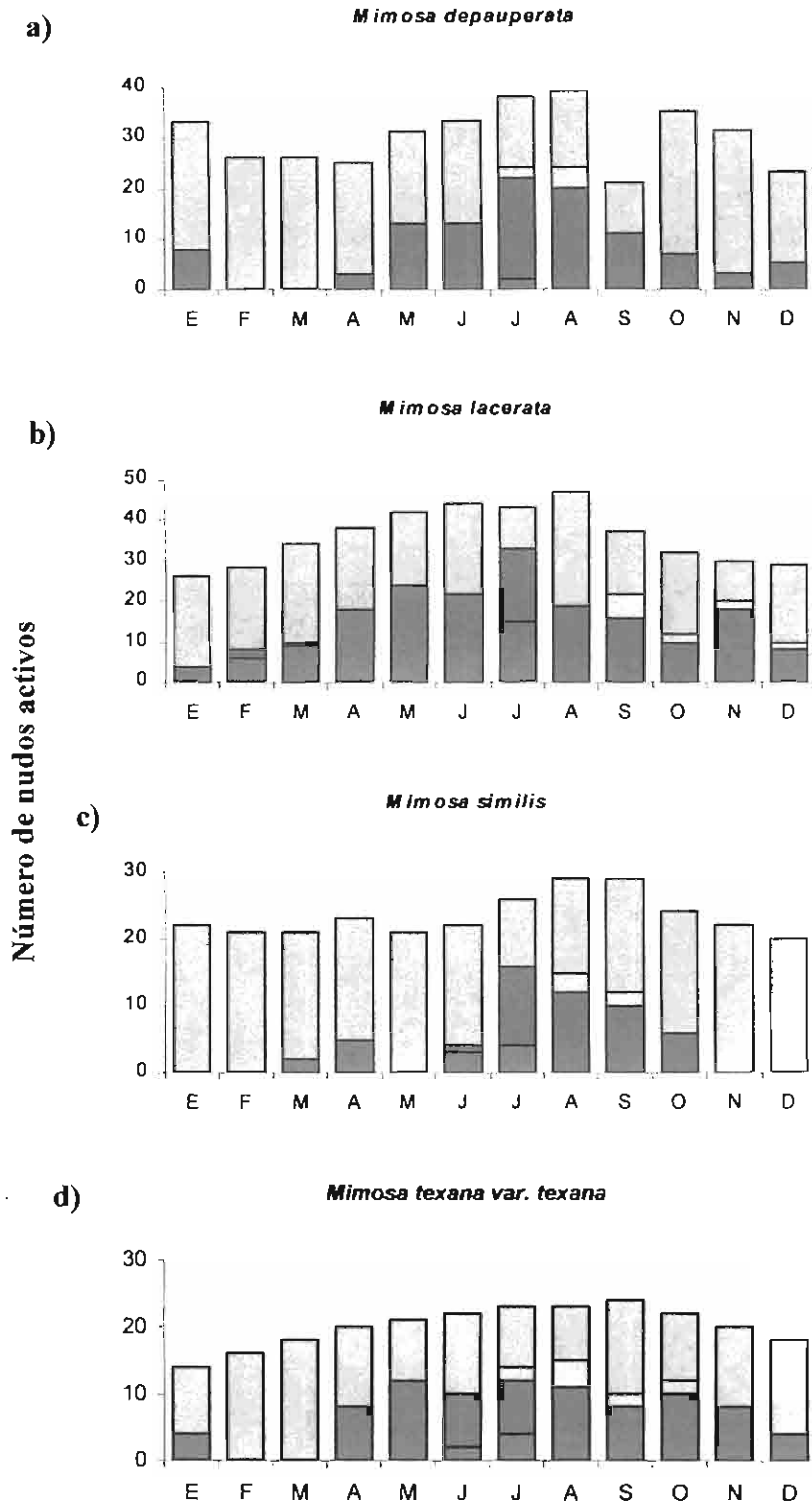 a)
Mimosa depauperata
40
30
20
10
0
E F M A M J J A S O N D
b)
Mimosa lacerata
50
40
30
20
10
0
E F M A M J J A S O N D
Número de nudos activos
c)
Mimosa similis
30
20
10
0
E F M A M J J A S O N D
d)
Mimosa texana var. texana
30
20
10
0
E F M A M J J A S O N D